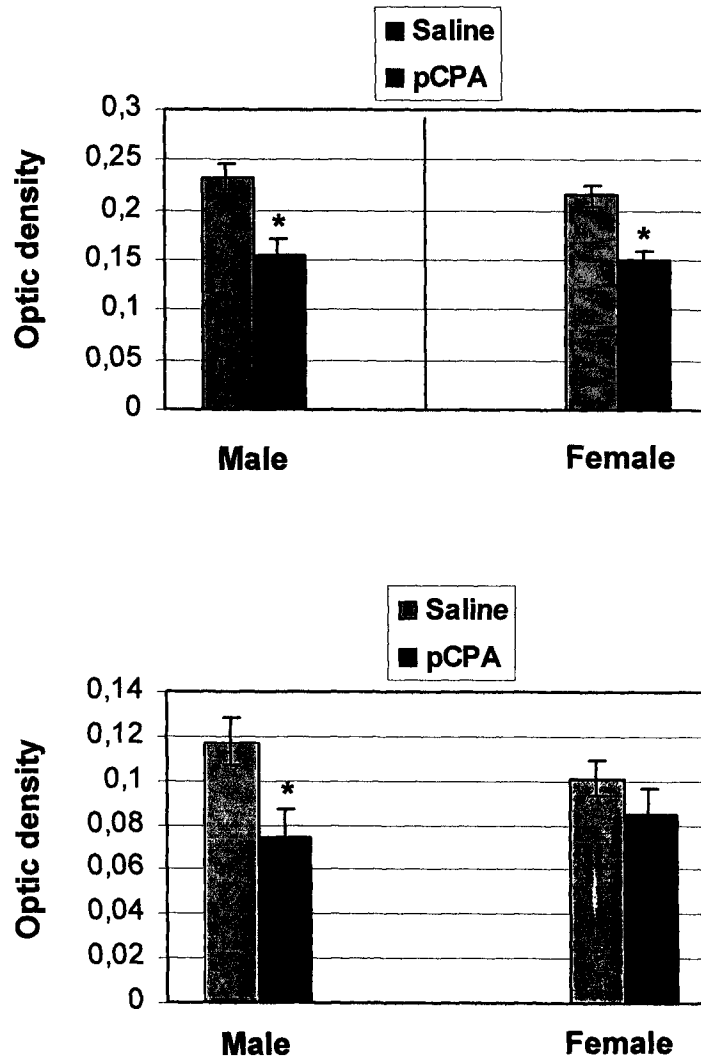 Saline
pCPA
0,3
0,25
0,2
0,15
0,1
0,05
0
Optic density
*
*
Male
Female
Saline
pCPA
0,14
0,12
0,1
0,08
0,06
0,04
0,02
0
Optic density
*
Male
Female